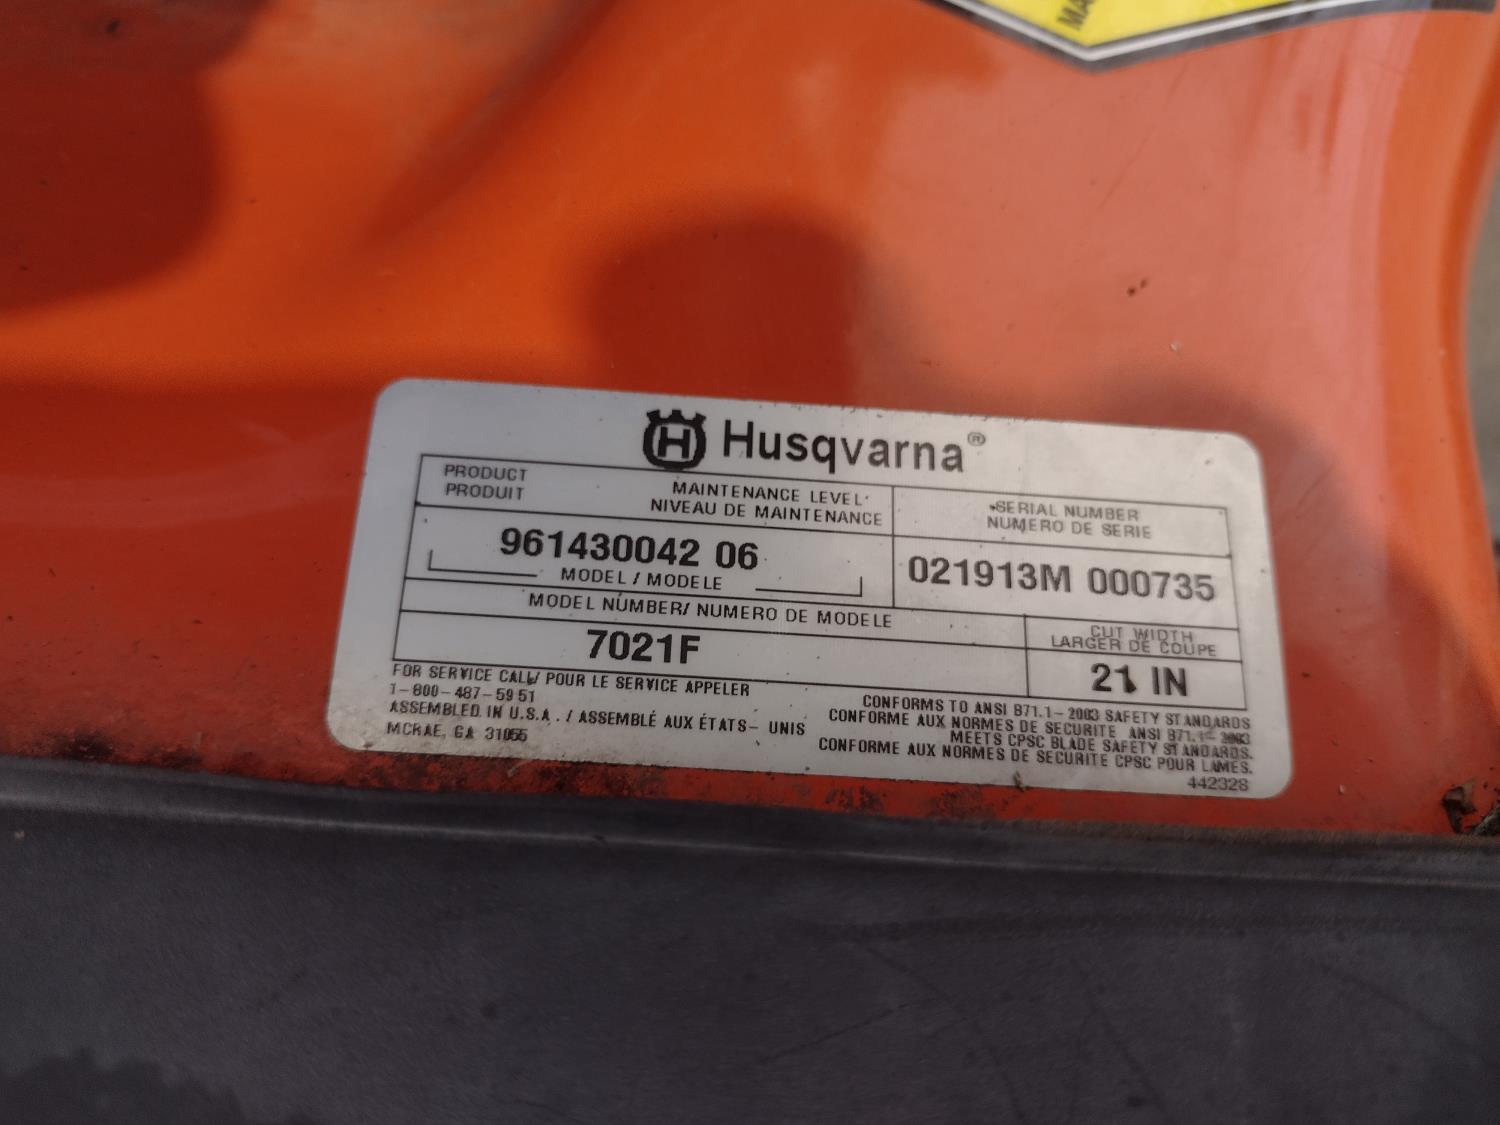 MA
Husqvarna®
PRODUCT
PRODUIT
MAINTENANCE LEVEL
NIVEAU DE MAINTENANCE
SERIAL NUMBER
NUMERO DE SERIE
961430042 06
MODEL / MODELE
021913M 000735
MODEL NUMBER/ NUMERO DE MODELE
CUT WIDTH
LARGER DE COUPE
7021F
21 IN
FOR SERVICE CALL/ POUR LE SERVICE APPELER
1-800-487-5951
ASSEMBLED IN U.S.A. / ASSEMBLÉ AUX ÉTATS-UNIS
MCRAE, GA 31055
CONFORMS TO ANSI B71.1-2003 SAFETY STANDARDS
CONFORME AUX NORMES DE SECURITE ANSI B71.1-2003
MEETS CPSC BLADE SAFETY STANDARDS.
CONFORME AUX NORMES DE SECURITE CPSC POUR LAMES.
442328